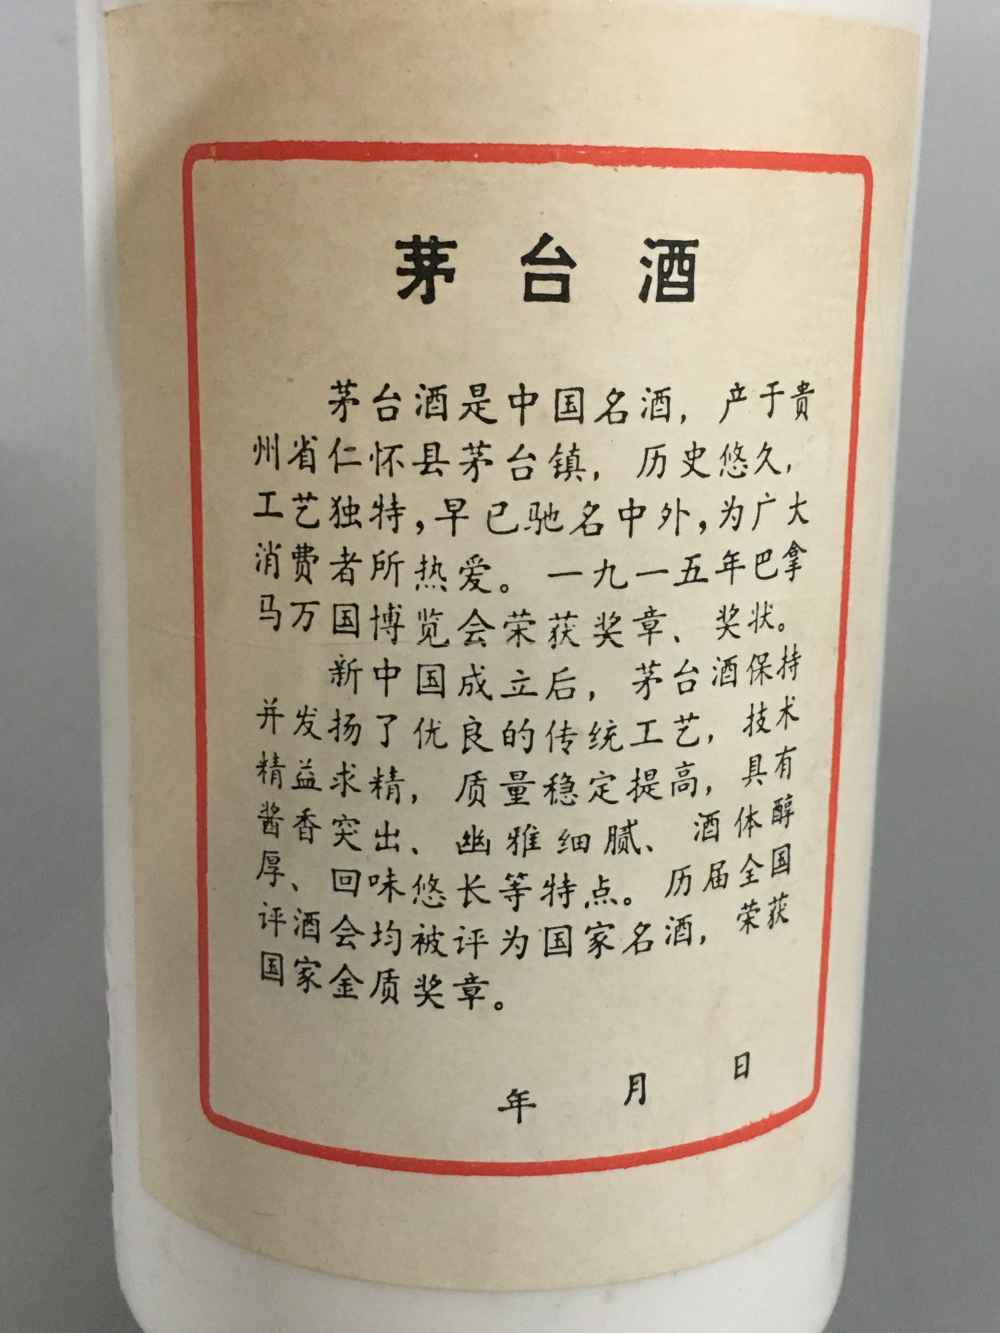 茅台酒
茅台酒是中国名酒，产于贵
州省仁怀县茅台镇，历史悠久，
工艺独特，早已驰名中外，为广大
消费者所热爱。一九一五年巴拿
马万国博览会荣获奖章、奖状。
新中国成立后，茅台酒保持
并发扬了优良的传统工艺，技术
精益求精，质量稳定提高，具有
酱香突出、幽雅细腻、酒体醇
厚、回味悠长等特点。历届全国
评酒会均被评为国家名酒，荣获
国家金质奖章。
年 月 日